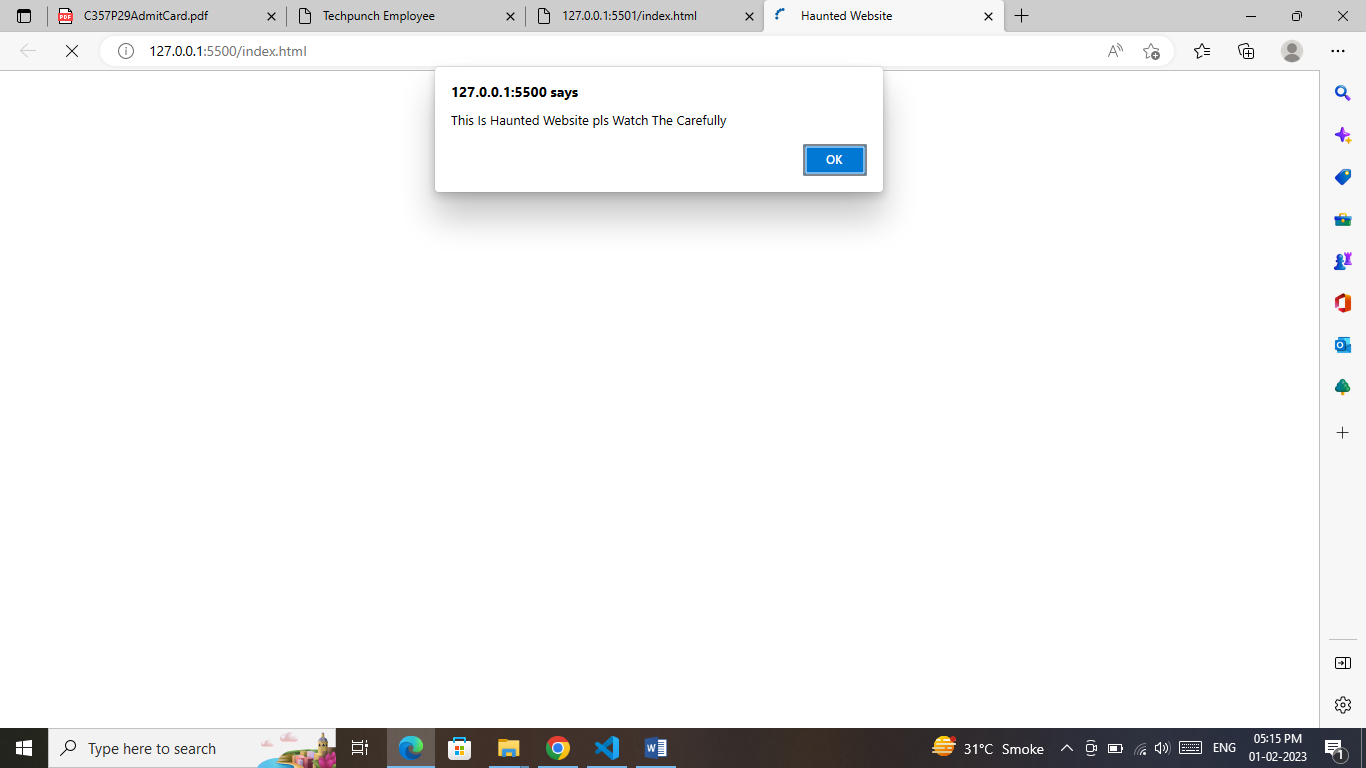 C357P29AdmitCard.pdf
Techpunch Employee
127.0.0.1:5501/index.html
Haunted Website
127.0.0.1:5500/index.html
127.0.0.1:5500 says
This Is Haunted Website pls Watch The Carefully
OK
Type here to search
31°C Smoke
ENG
05:15 PM
01-02-2023
1